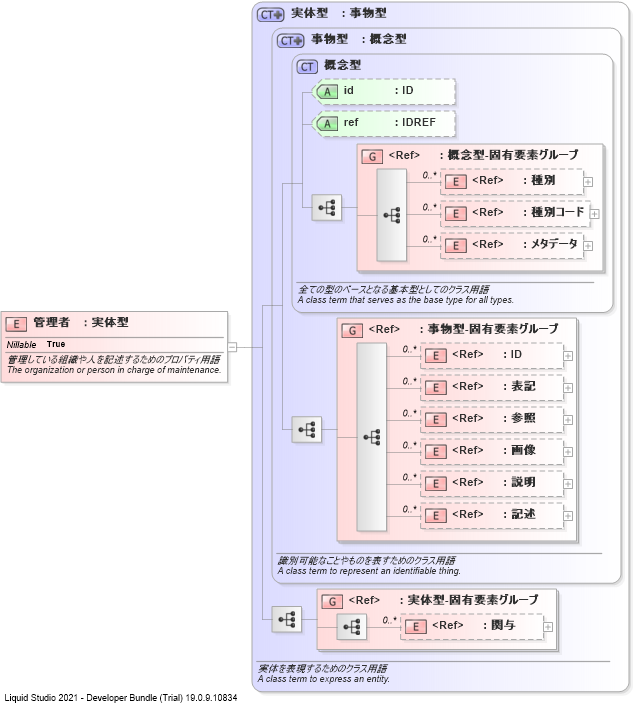 CT 実体型 : 事物型
CT 事物型 : 概念型
CT 概念型
A id : ID
A ref : IDREF
G <Ref> : 概念型-固有要素グループ
0..* E <Ref> : 種別
0..* E <Ref> : 種別コード
0..* E <Ref> : メタデータ
全ての型のベースとなる基本型としてのクラス用語
A class term that serves as the base type for all types.
E 管理者 : 実体型
Nillable True
管理している組織や人を記述するためのプロパティ用語
The organization or person in charge of maintenance.
G <Ref> : 事物型-固有要素グループ
0..* E <Ref> : ID
0..* E <Ref> : 表記
0..* E <Ref> : 参照
0..* E <Ref> : 画像
0..* E <Ref> : 説明
0..* E <Ref> : 記述
識別可能なことやものを表すためのクラス用語
A class term to represent an identifiable thing.
G <Ref> : 実体型-固有要素グループ
0..* E <Ref> : 関与
実体を表現するためのクラス用語
A class term to express an entity.
Liquid Studio 2021 - Developer Bundle (Trial) 19.0.9.10834